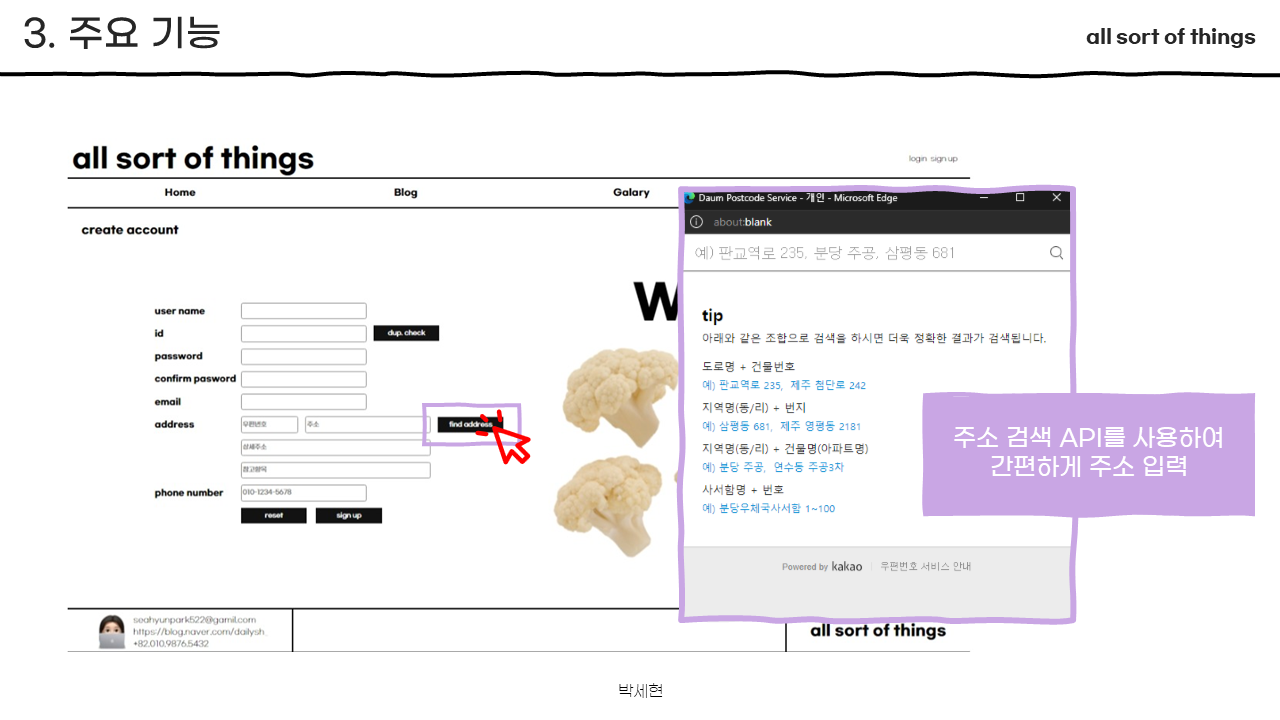 3. 주요 기능
all sort of things
all sort of things
login sign up
Home Blog Galary
create account
W
user name
id dup. check
password
confirm pasword
email
address 우편번호 주소 find address
상세주소
참고항목
phone number 010-1234-5678
reset sign up
Daum Postcode Service - 개인 - Microsoft Edge
about:blank
예) 판교역로 235, 분당 주공, 삼평동 681
tip
아래와 같은 조합으로 검색을 하시면 더욱 정확한 결과가 검색됩니다.
도로명 + 건물번호
예) 판교역로 235, 제주 첨단로 242
지역명(동/리) + 번지
예) 삼평동 681, 제주 영평동 2181
지역명(동/리) + 건물명(아파트명)
예) 분당 주공, 연수동 주공3차
사서함명 + 번호
예) 분당우체국사서함 1~100
Powered by kakao 우편번호 서비스 안내
주소 검색 API를 사용하여
간편하게 주소 입력
seahyunpark522@gamil.com
https://blog.naver.com/dailysh_
+82.010.9876.5432
all sort of things
박세현